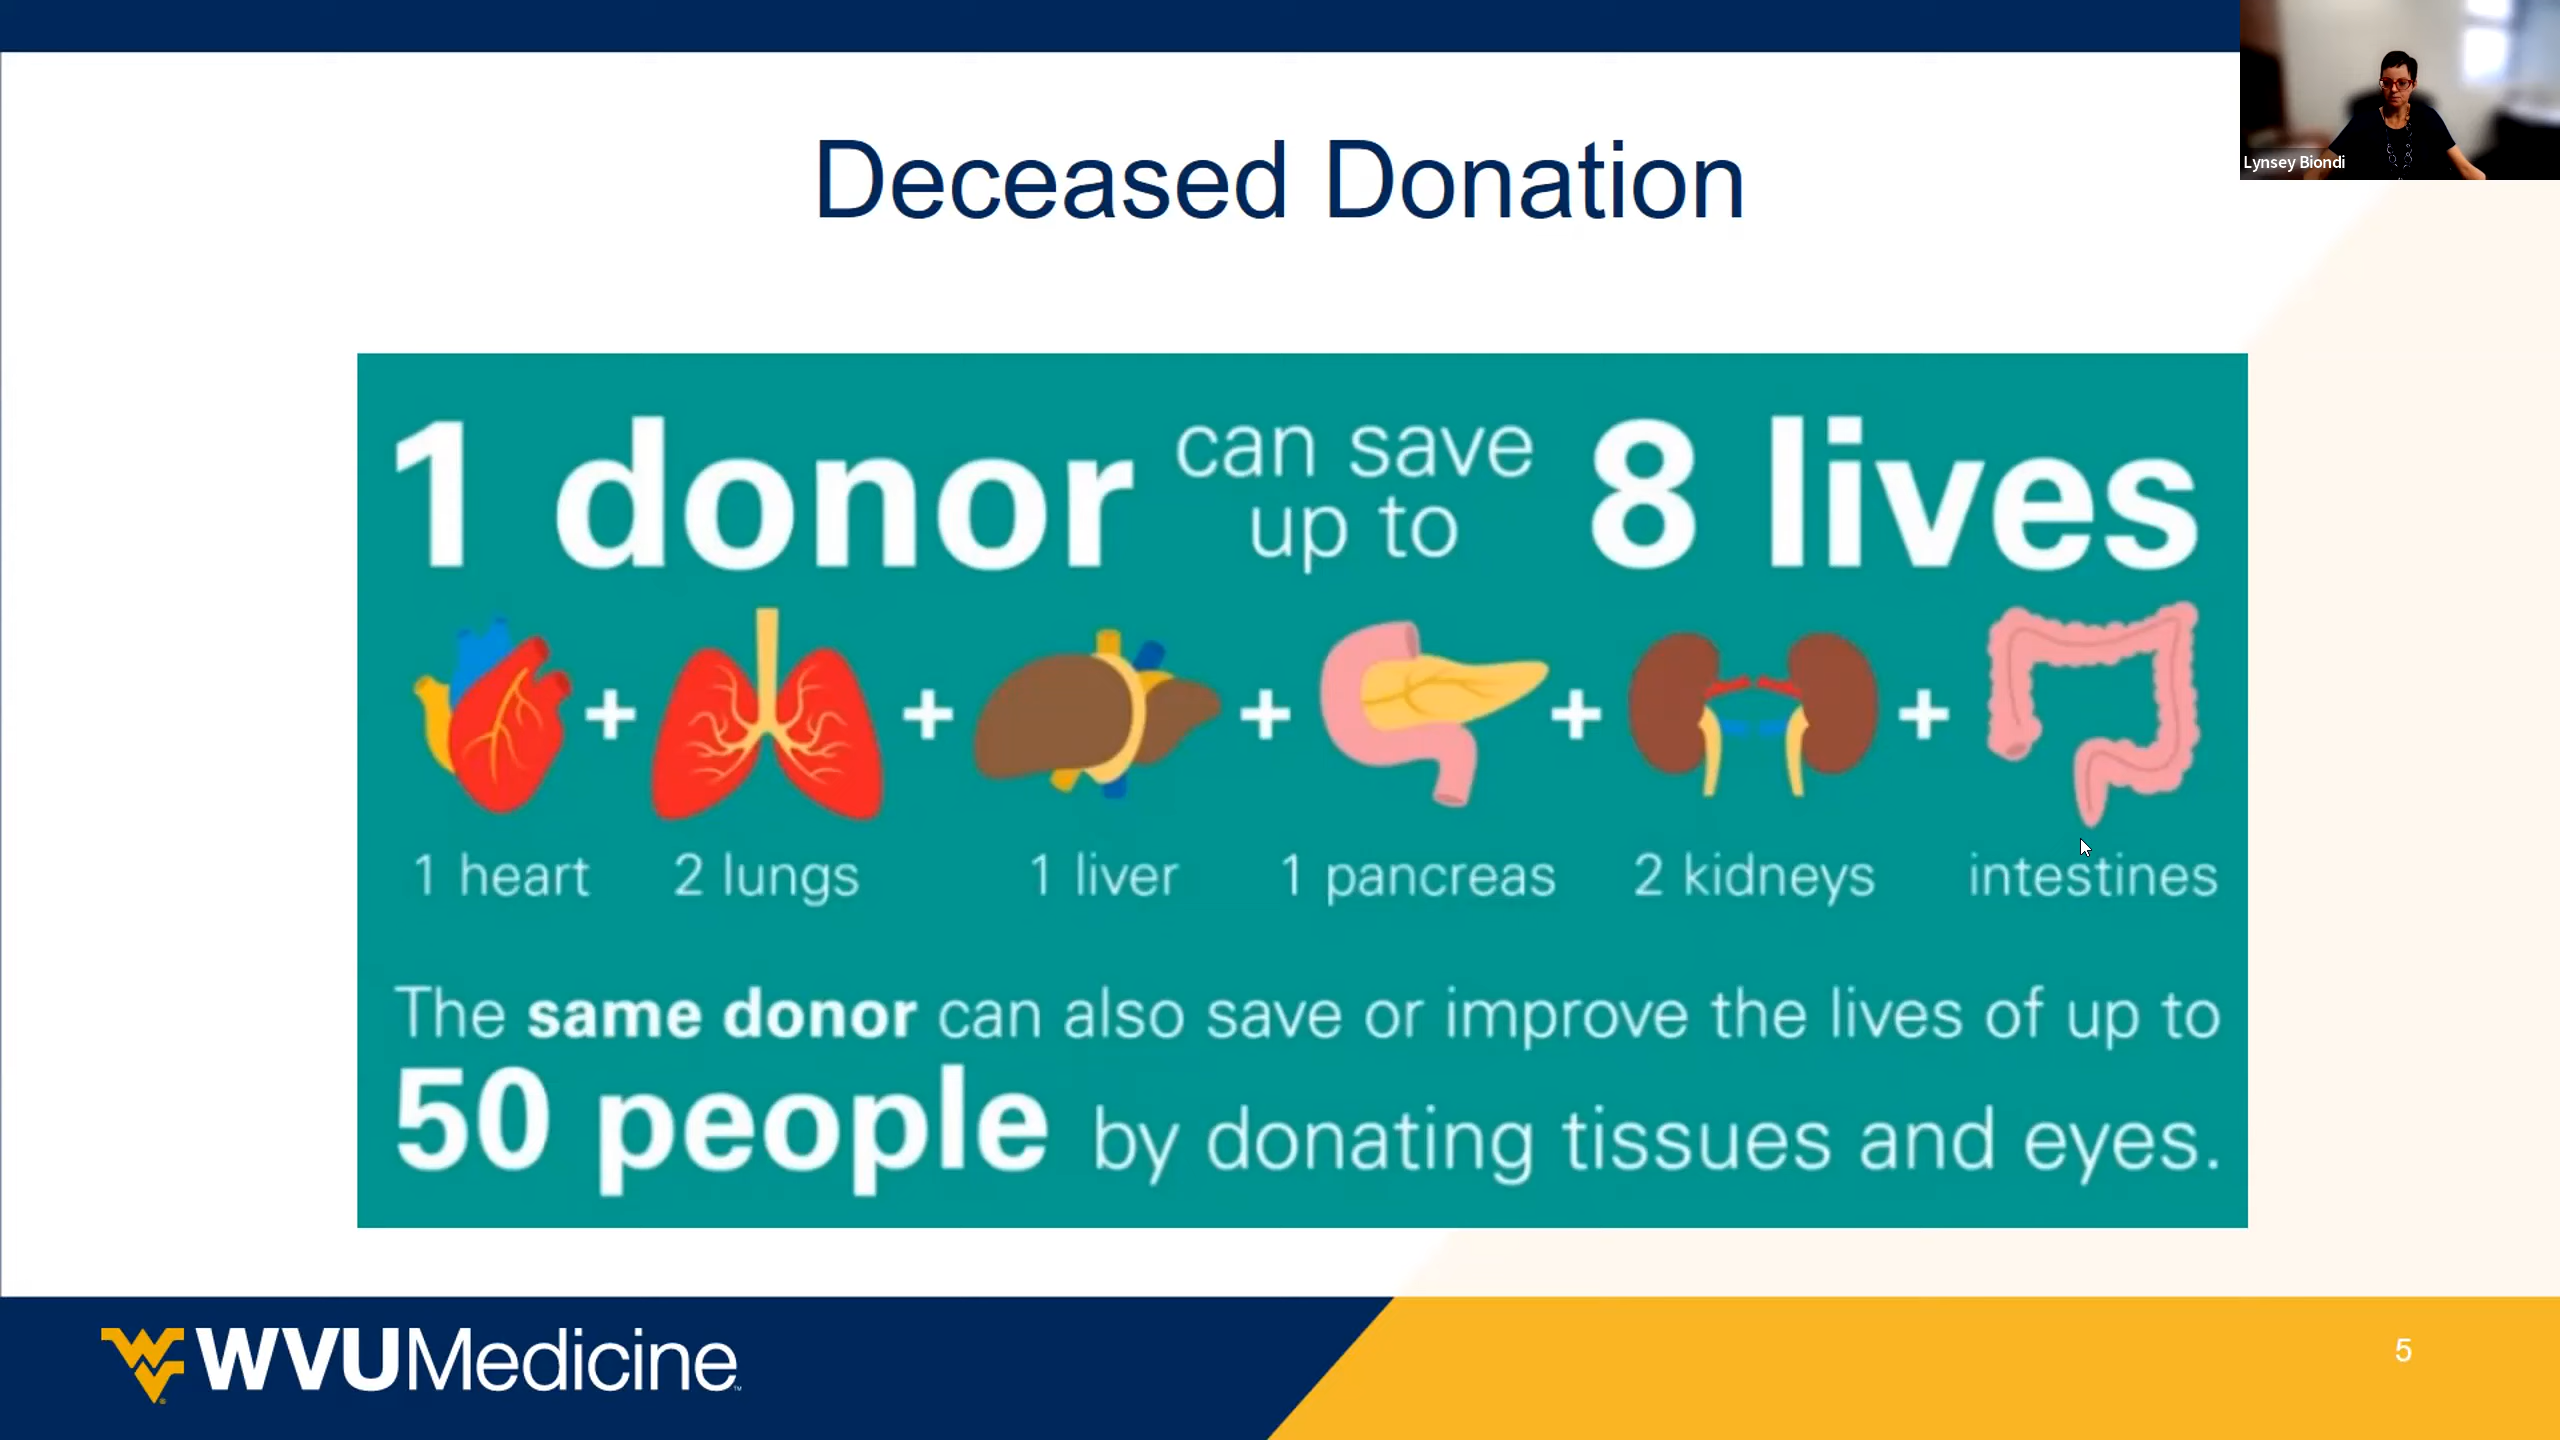 Deceased Donation
Lynsey Biondi
1 donor can save up to 8 lives
1 heart + 2 lungs + 1 liver + 1 pancreas + 2 kidneys + intestines
The same donor can also save or improve the lives of up to
50 people by donating tissues and eyes.
WVUMedicine™
5